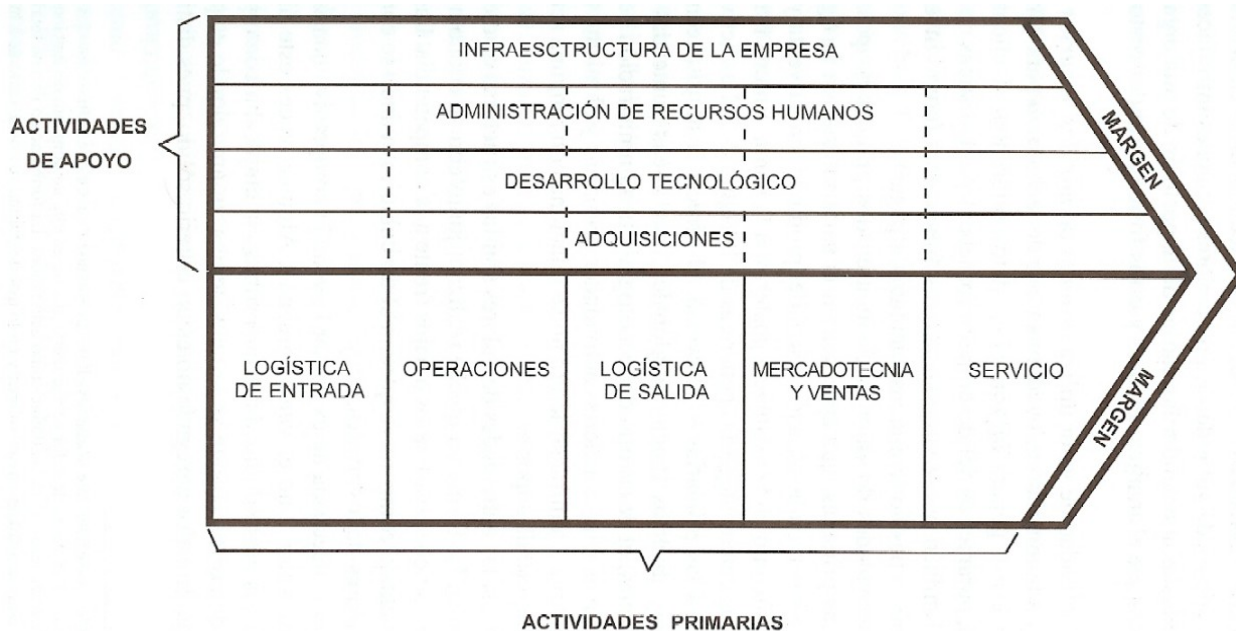 INFRAESCTRUCTURA DE LA EMPRESA
ADMINISTRACIÓN DE RECURSOS HUMANOS
DESARROLLO TECNOLÓGICO
ADQUISICIONES
ACTIVIDADES
DE APOYO
MARGEN
LOGÍSTICA
DE ENTRADA
OPERACIONES
LOGÍSTICA
DE SALIDA
MERCADOTECNIA
Y VENTAS
SERVICIO
MARGEN
ACTIVIDADES PRIMARIAS